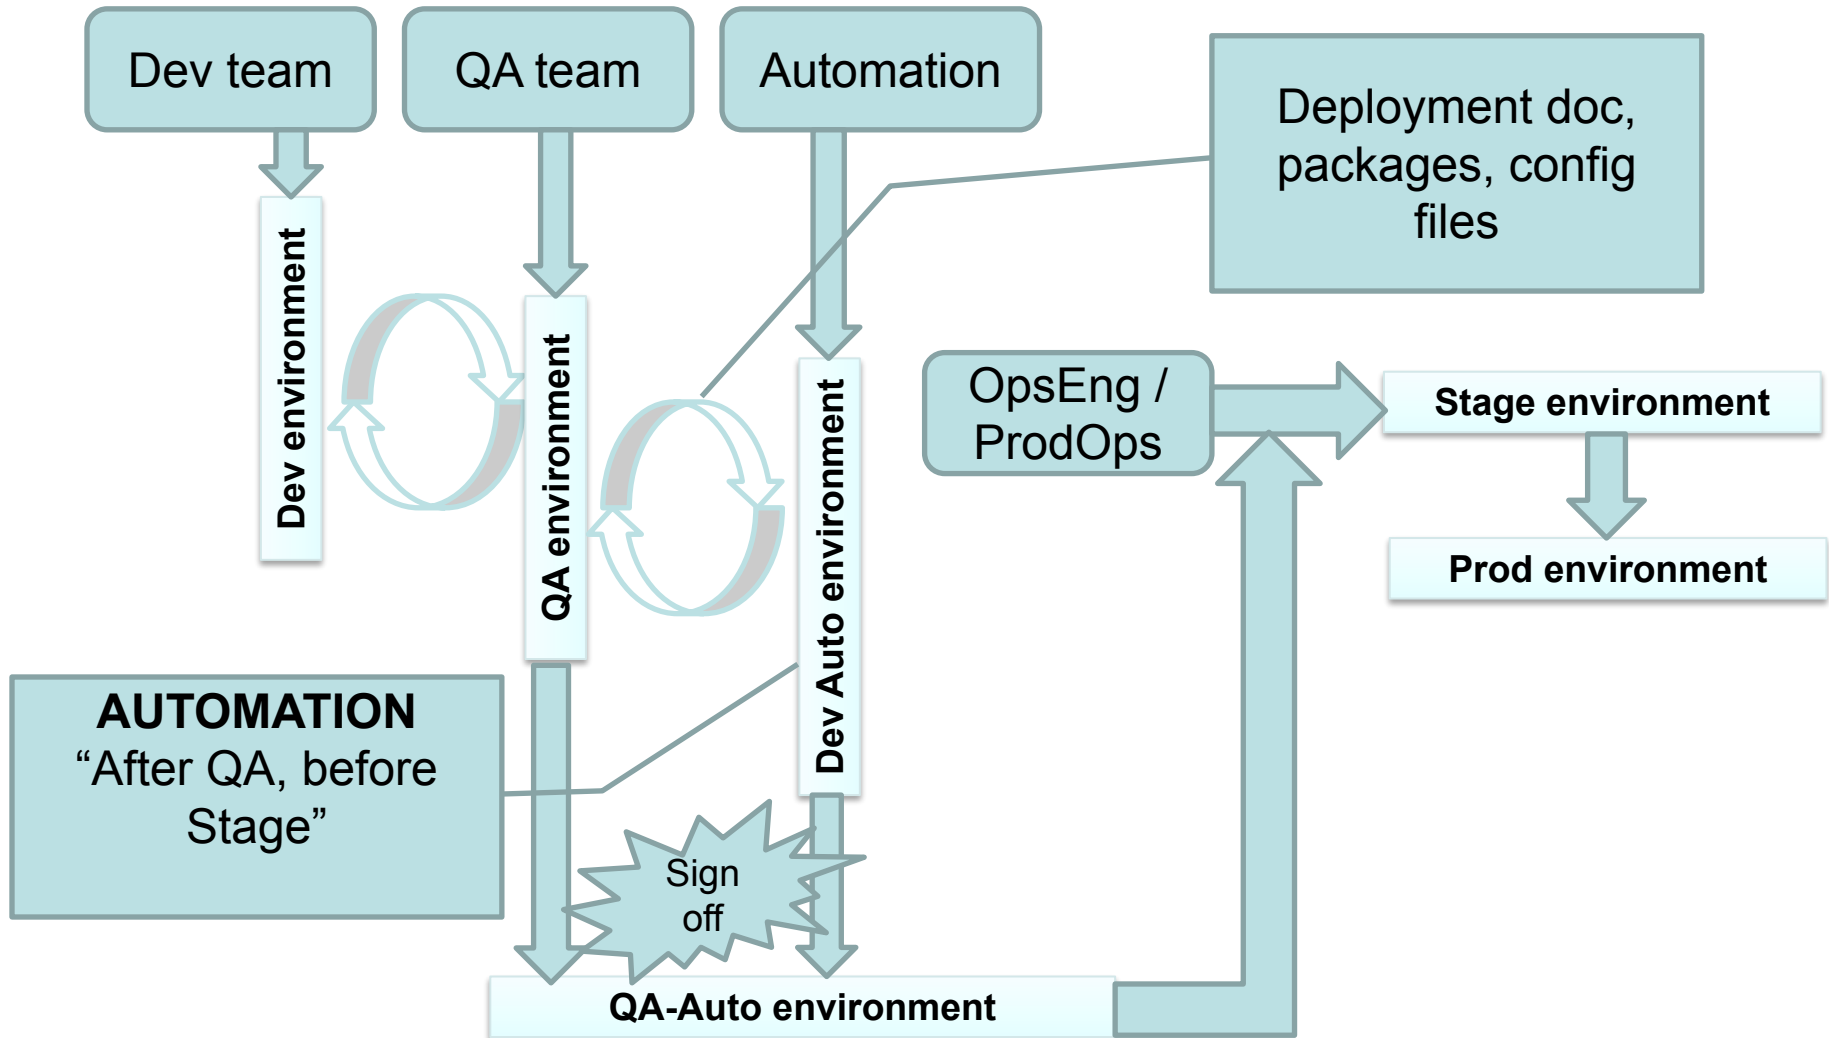 Dev team
QA team
Automation
Deployment doc,
packages, config
files
Dev environment
QA environment
Dev Auto environment
OpsEng /
ProdOps
Stage environment
Prod environment
AUTOMATION
“After QA, before
Stage”
Sign
off
QA-Auto environment